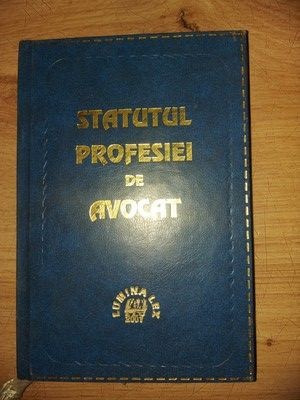 STATUTUL
PROFESIEI
DE
AVOCAT
LUMINA LEX
2007